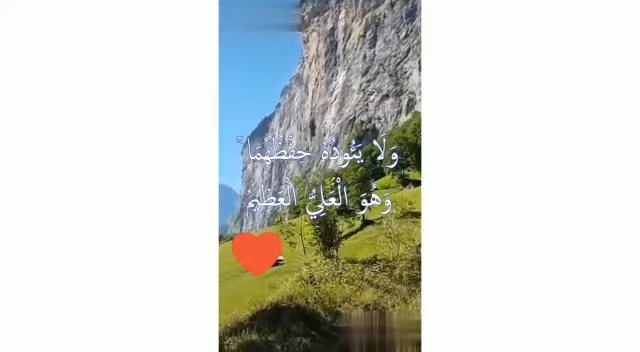 وَلَا يَـُٔودُهُۥ حِفْظُهُمَا ۚ
وَهُوَ الْعَلِيُّ الْعَظِيمُ